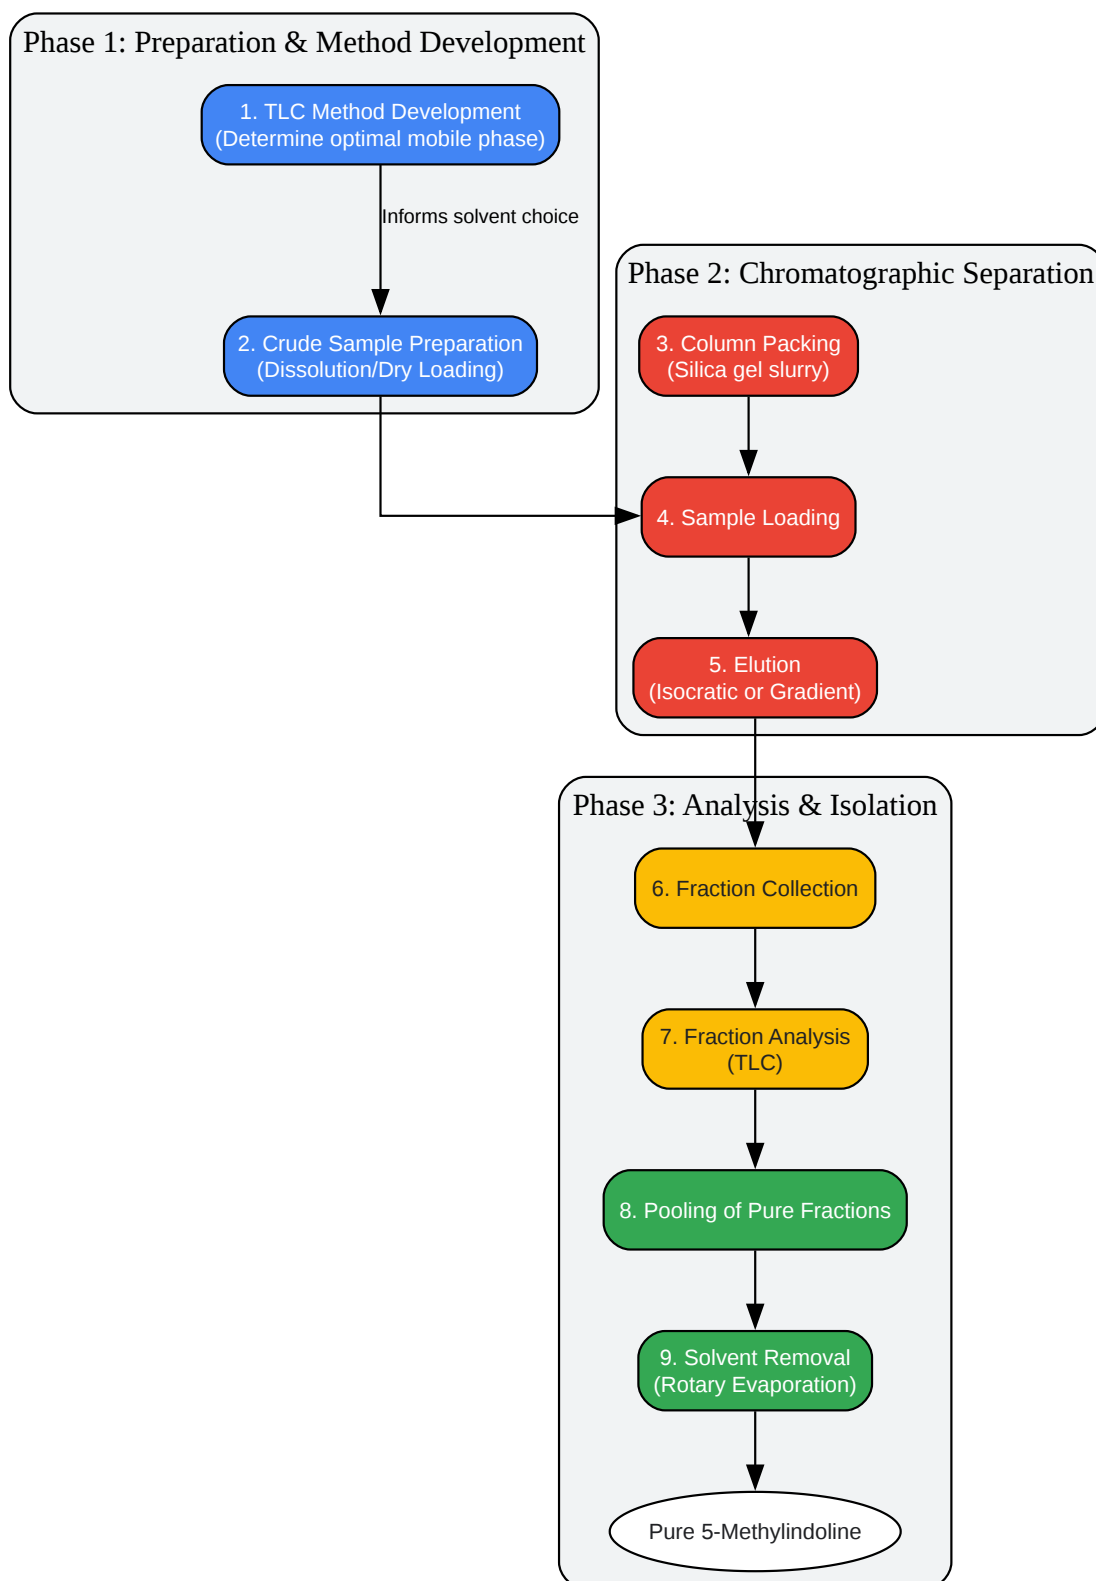 Phase 1: Preparation & Method Development
1. TLC Method Development
(Determine optimal mobile phase)
Informs solvent choice
2. Crude Sample Preparation
(Dissolution/Dry Loading)
Phase 2: Chromatographic Separation
3. Column Packing
(Silica gel slurry)
4. Sample Loading
5. Elution
(Isocratic or Gradient)
Phase 3: Analysis & Isolation
6. Fraction Collection
7. Fraction Analysis
(TLC)
8. Pooling of Pure Fractions
9. Solvent Removal
(Rotary Evaporation)
Pure 5-Methylindoline